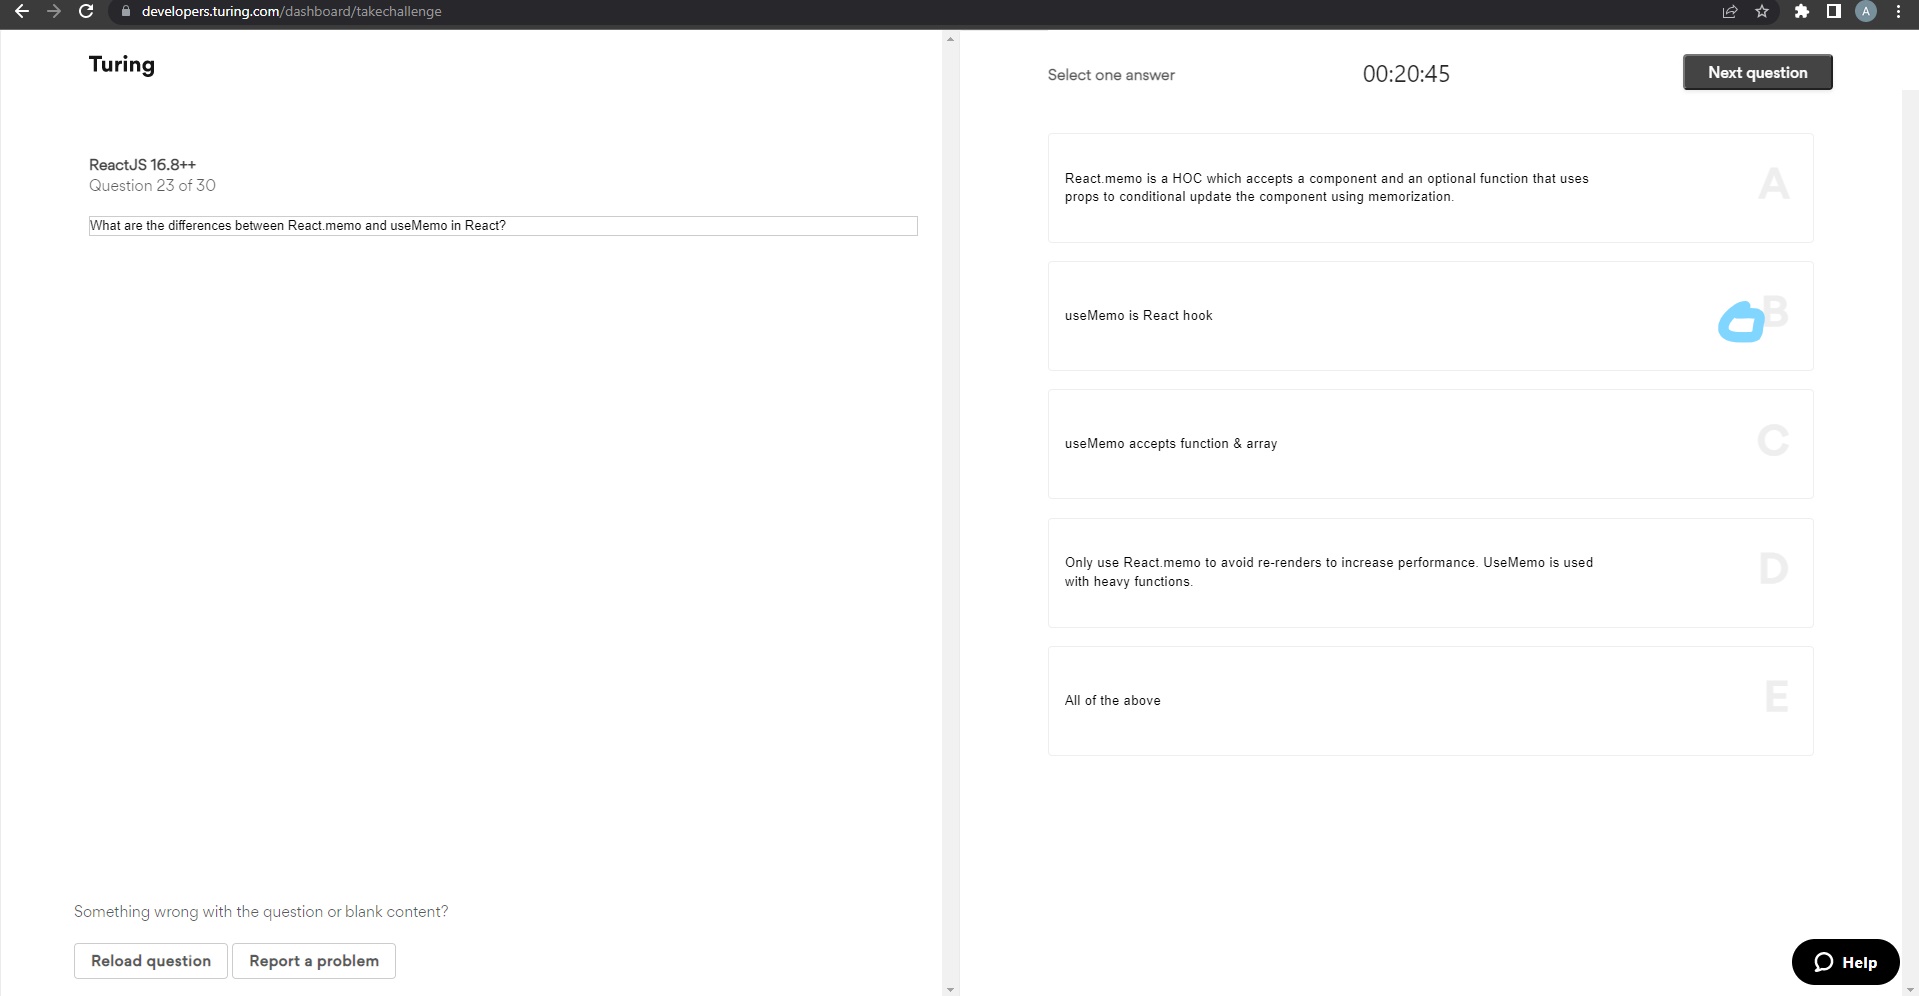 developers.turing.com/dashboard/takechallenge
A
Turing
Select one answer
00:20:45
Next question
ReactJS 16.8++
Question 23 of 30
What are the differences between React.memo and useMemo in React?
React.memo is a HOC which accepts a component and an optional function that uses
props to conditional update the component using memorization.
A
useMemo is React hook
B
useMemo accepts function & array
C
Only use React.memo to avoid re-renders to increase performance. UseMemo is used
with heavy functions.
D
All of the above
E
Something wrong with the question or blank content?
Reload question
Report a problem
Help